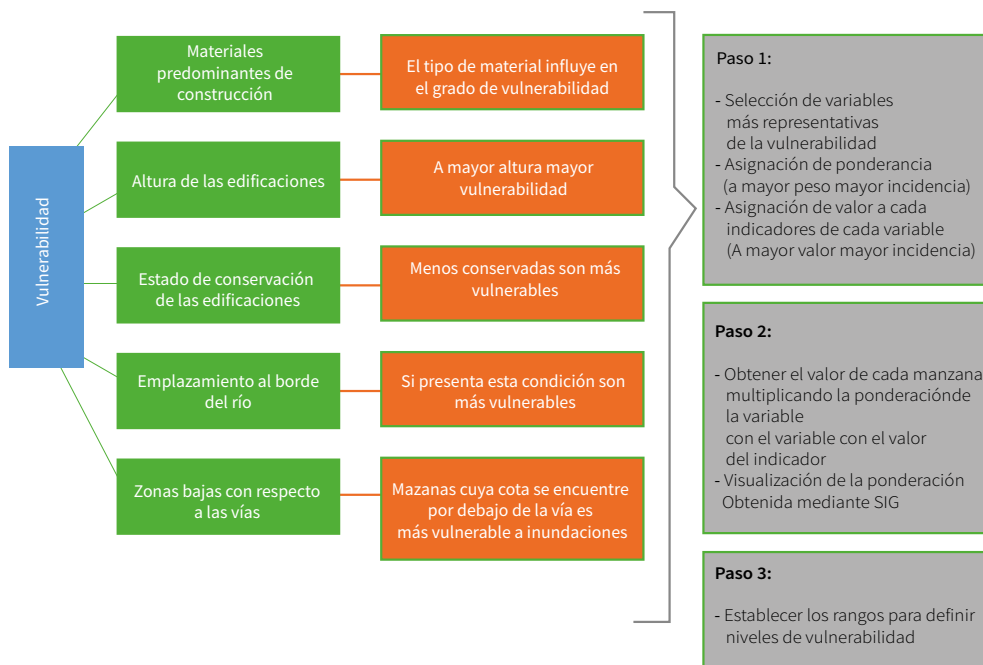 Vulnerabilidad
Materiales
predominantes de
construcción
El tipo de material influye en
el grado de vulnerabilidad
Altura de las edificaciones
A mayor altura mayor
vulnerabilidad
Estado de conservación
de las edificaciones
Menos conservadas son más
vulnerables
Emplazamiento al borde
del río
Si presenta esta condición son
más vulnerables
Zonas bajas con respecto
a las vías
Mazanas cuya cota se encuentre
por debajo de la vía es
más vulnerable a inundaciones
Paso 1:
- Selección de variables
más representativas
de la vulnerabilidad
- Asignación de ponderancia
(a mayor peso mayor incidencia)
- Asignación de valor a cada
indicadores de cada variable
(A mayor valor mayor incidencia)
Paso 2:
- Obtener el valor de cada manzana
multiplicando la ponderaciónde
la variable
con el variable con el valor
del indicador
- Visualización de la ponderación
Obtenida mediante SIG
Paso 3:
- Establecer los rangos para definir
niveles de vulnerabilidad